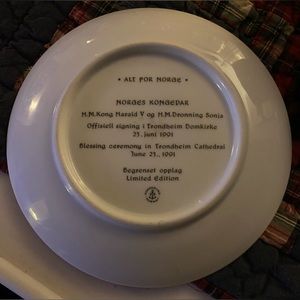 • ALT FOR NORGE •
NORGES KONGEPAR
H.M.Kong Harald V og H.M.Dronning Sonja
Offisiell signing i Trondheim Domkirke
23. juni 1991
Blessing ceremony in Trondheim Cathedral
June 23., 1991
Begrenset opplag
Limited Edition